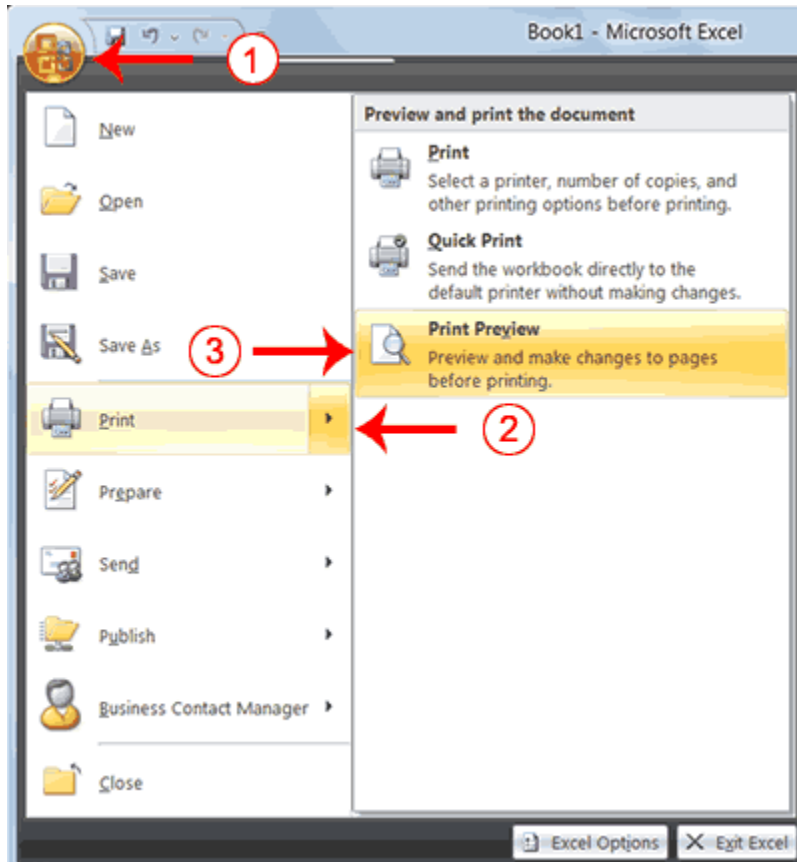 Book1 - Microsoft Excel
1
New
Open
Save
Save As
Print
Prepare
Send
Publish
Business Contact Manager
Close
Preview and print the document
Print
Select a printer, number of copies, and
other printing options before printing.
Quick Print
Send the workbook directly to the
default printer without making changes.
3
Print Preview
Preview and make changes to pages
before printing.
2
Excel Options
X Exit Excel